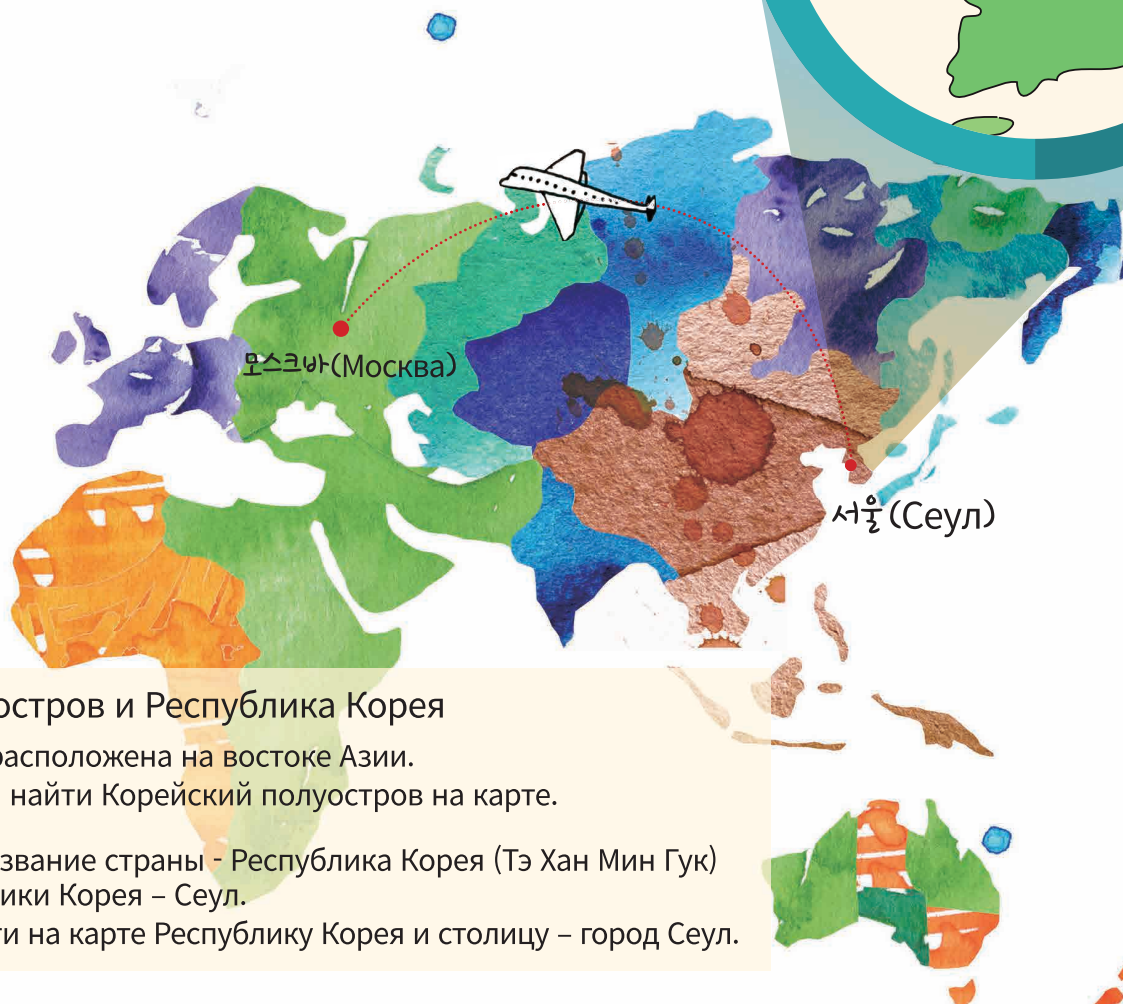 모스크바(Москва)
서울(Сеул)
остров и Республика Корея
расположена на востоке Азии.
найти Корейский полуостров на карте.
звание страны - Республика Корея (Тэ Хан Мин Гук)
ики Корея – Сеул.
ти на карте Республику Корея и столицу – город Сеул.